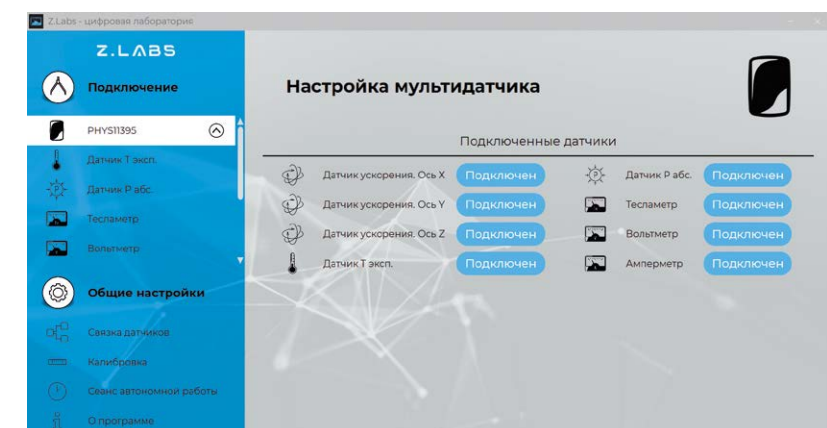 Z.Labs - цифровая лаборатория
Z.LABS
Подключение
PHYS11395
Датчик Т эксп.
Датчик Р абс.
Тесламетр
Вольтметр
Общие настройки
Связка датчиков
Калибровка
Сеанс автономной работы
О программе
Настройка мультидатчика
Подключенные датчики
Датчик ускорения. Ось X Подключен
Датчик ускорения. Ось Y Подключен
Датчик ускорения. Ось Z Подключен
Датчик Т эксп. Подключен
Датчик Р абс. Подключен
Тесламетр Подключен
Вольтметр Подключен
Амперметр Подключен